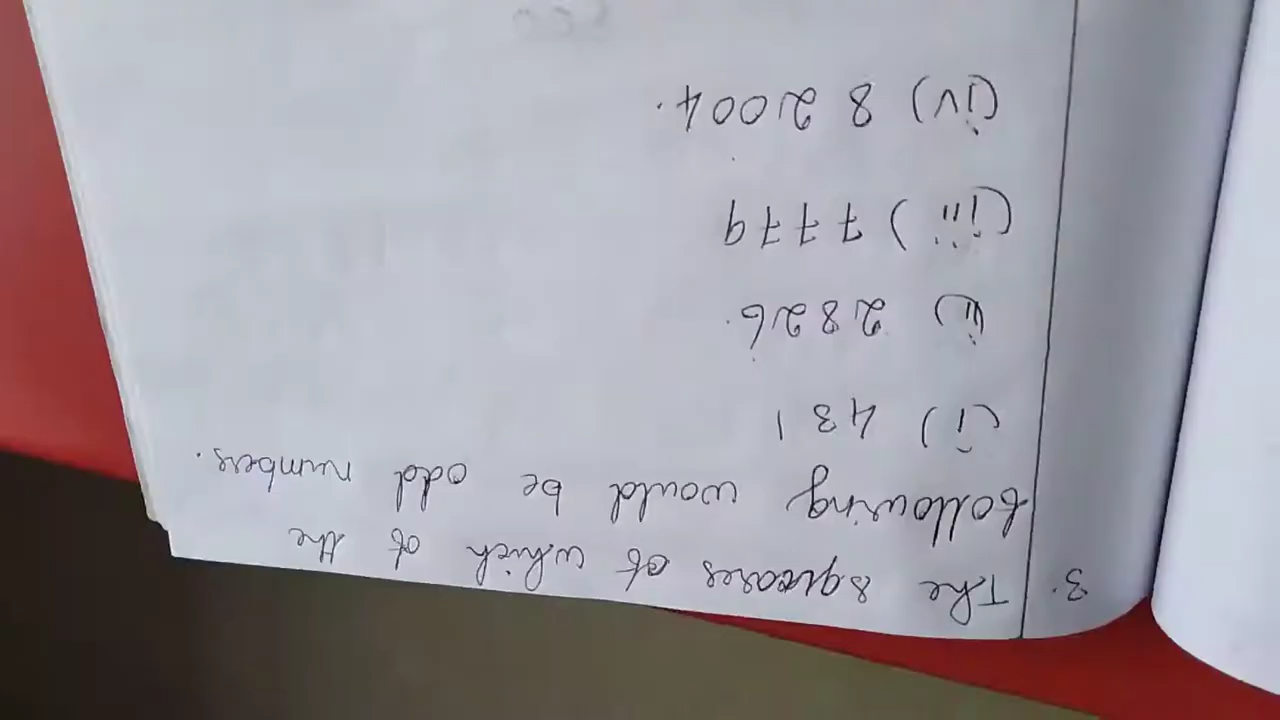 3. The squares of which of the
following would be odd numbers.
(i) 431
(ii) 2826.
(iii) 7779
(iv) 82004.